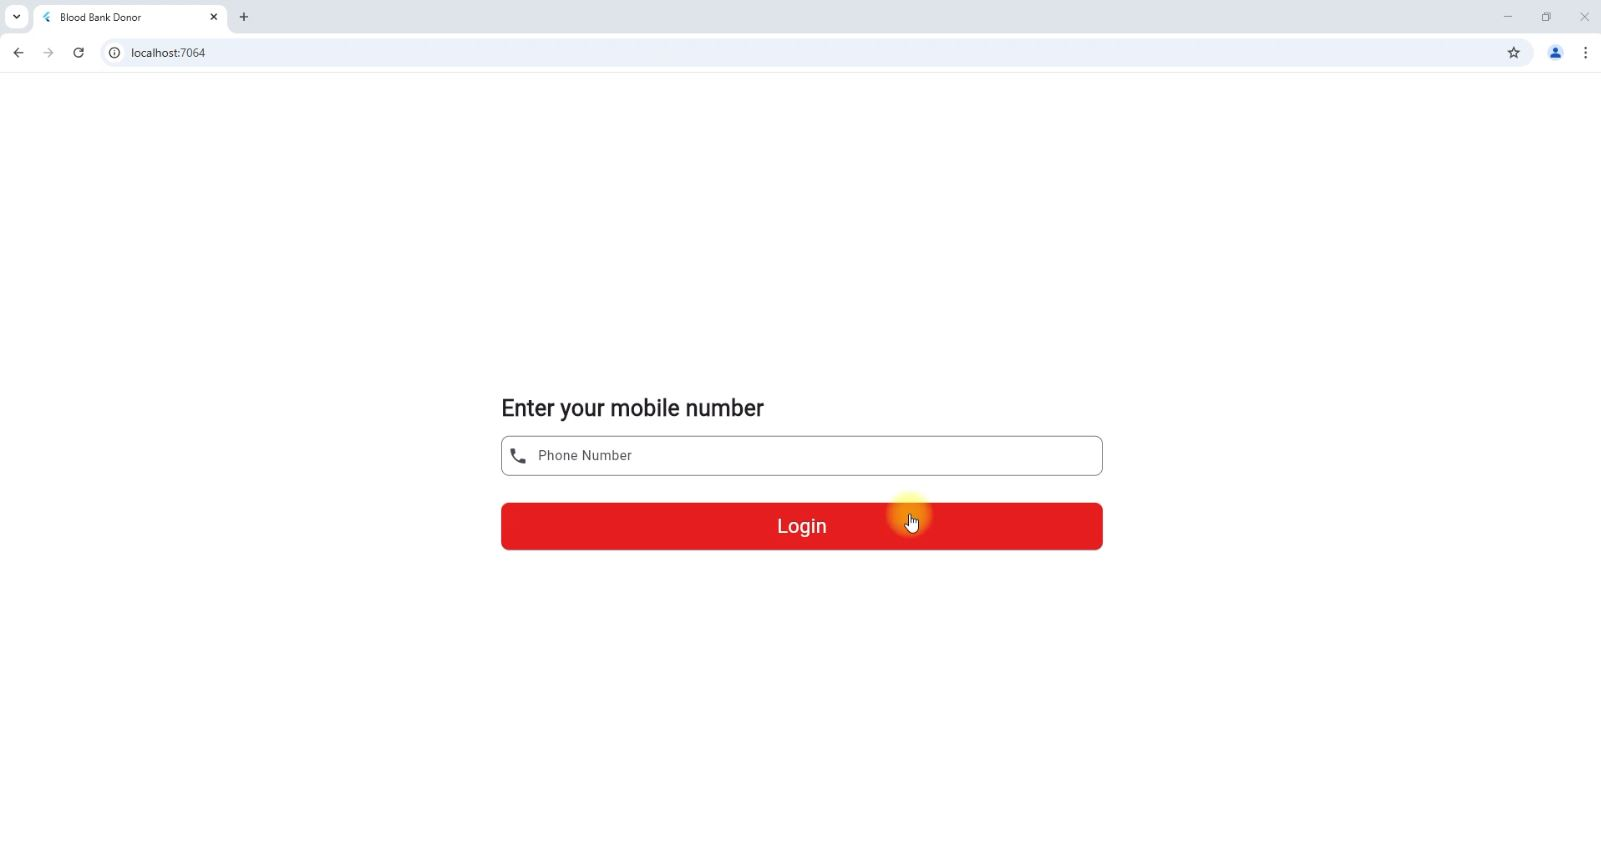 Blood Bank Donor
localhost:7064
Enter your mobile number
Phone Number
Login